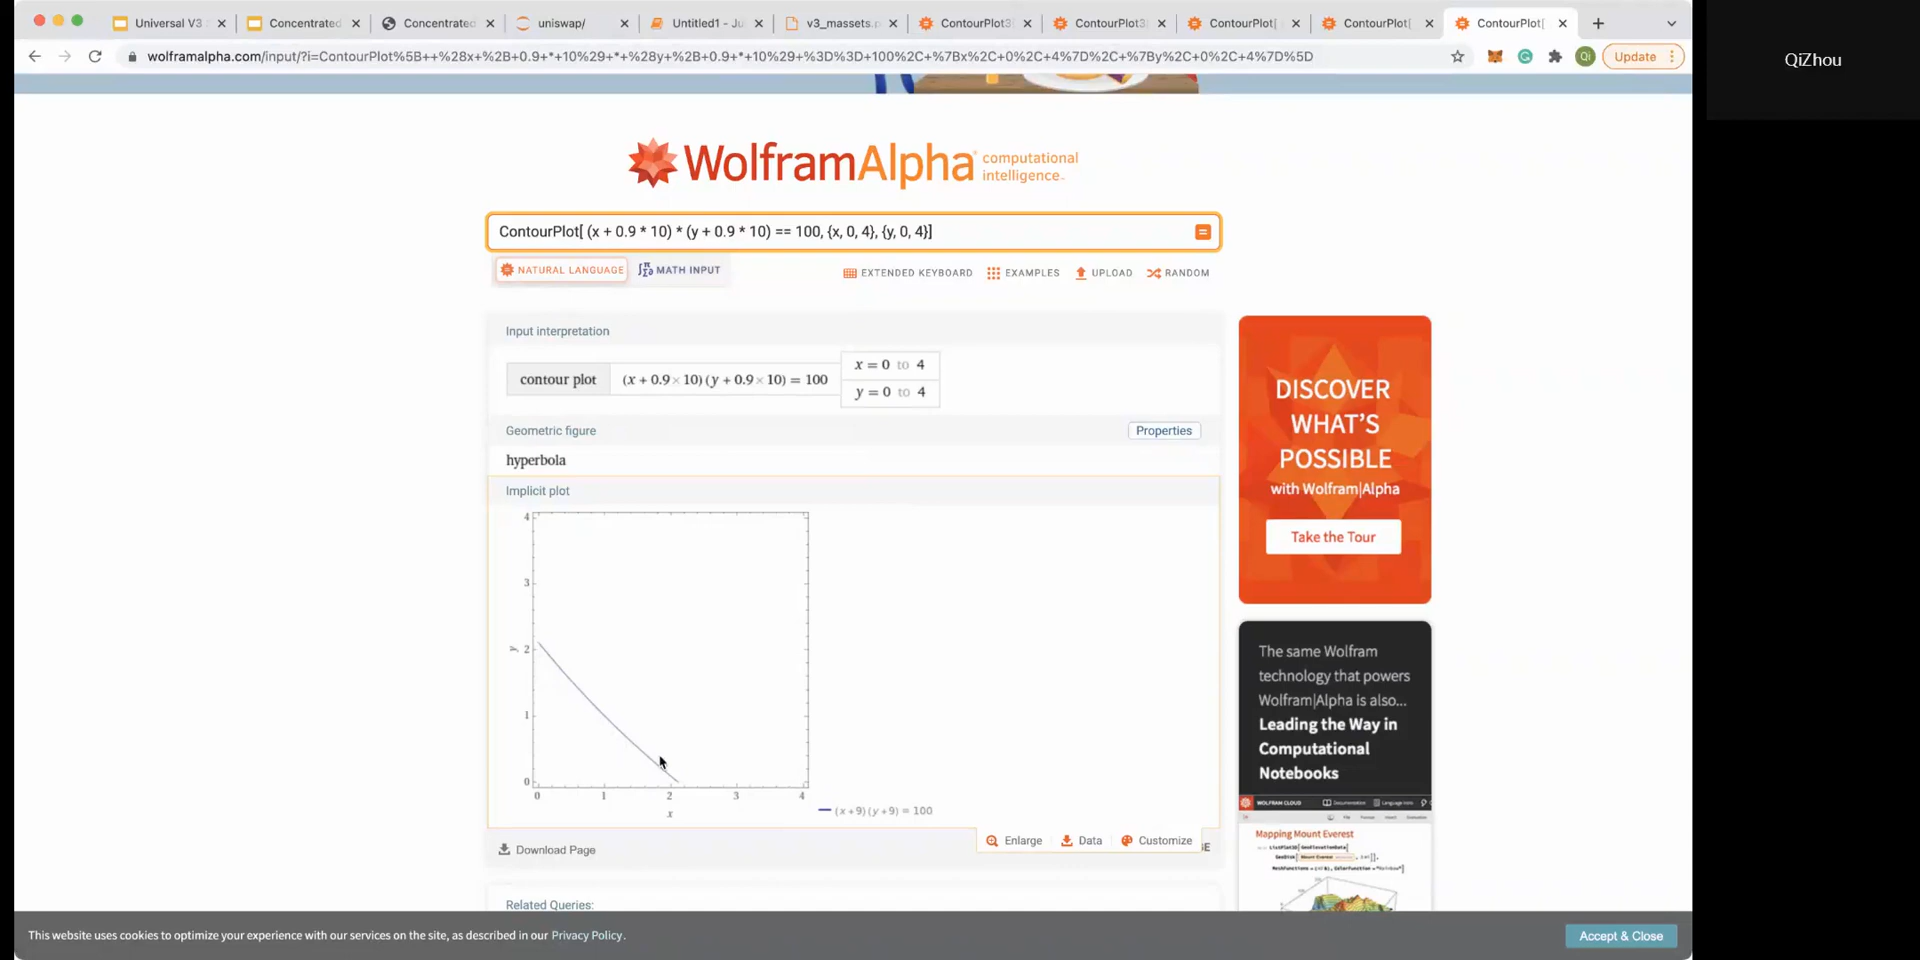 Universal V3
Concentrated
Concentrated
uniswap/
Untitled1 - Ju
v3_massets.p
ContourPlot3
ContourPlot3
ContourPlot[
ContourPlot[
ContourPlot[
wolframalpha.com/input/?i=ContourPlot%5B++%28x+%2B+0.9+*+10%29+*+%28y+%2B+0.9+*+10%29+%3D%3D+100%2C+%7Bx%2C+0%2C+4%7D%2C+%7By%2C+0%2C+4%7D%5D
Qi
Update
QiZhou
WolframAlpha computational intelligence™
ContourPlot[ (x + 0.9 * 10) * (y + 0.9 * 10) == 100, {x, 0, 4}, {y, 0, 4}]
NATURAL LANGUAGE
MATH INPUT
EXTENDED KEYBOARD
EXAMPLES
UPLOAD
RANDOM
Input interpretation
contour plot
(x + 0.9 × 10) (y + 0.9 × 10) = 100
x = 0 to 4
y = 0 to 4
Geometric figure
Properties
hyperbola
Implicit plot
4
3
2
1
0
y
0 1 2 3 4
x
(x + 9) (y + 9) = 100
Enlarge
Data
Customize
Download Page
Related Queries:
DISCOVER
WHAT'S
POSSIBLE
with Wolfram|Alpha
Take the Tour
The same Wolfram
technology that powers
Wolfram|Alpha is also...
Leading the Way in
Computational
Notebooks
WOLFRAM CLOUD
Documentation
Mapping Mount Everest
This website uses cookies to optimize your experience with our services on the site, as described in our Privacy Policy.
Accept & Close